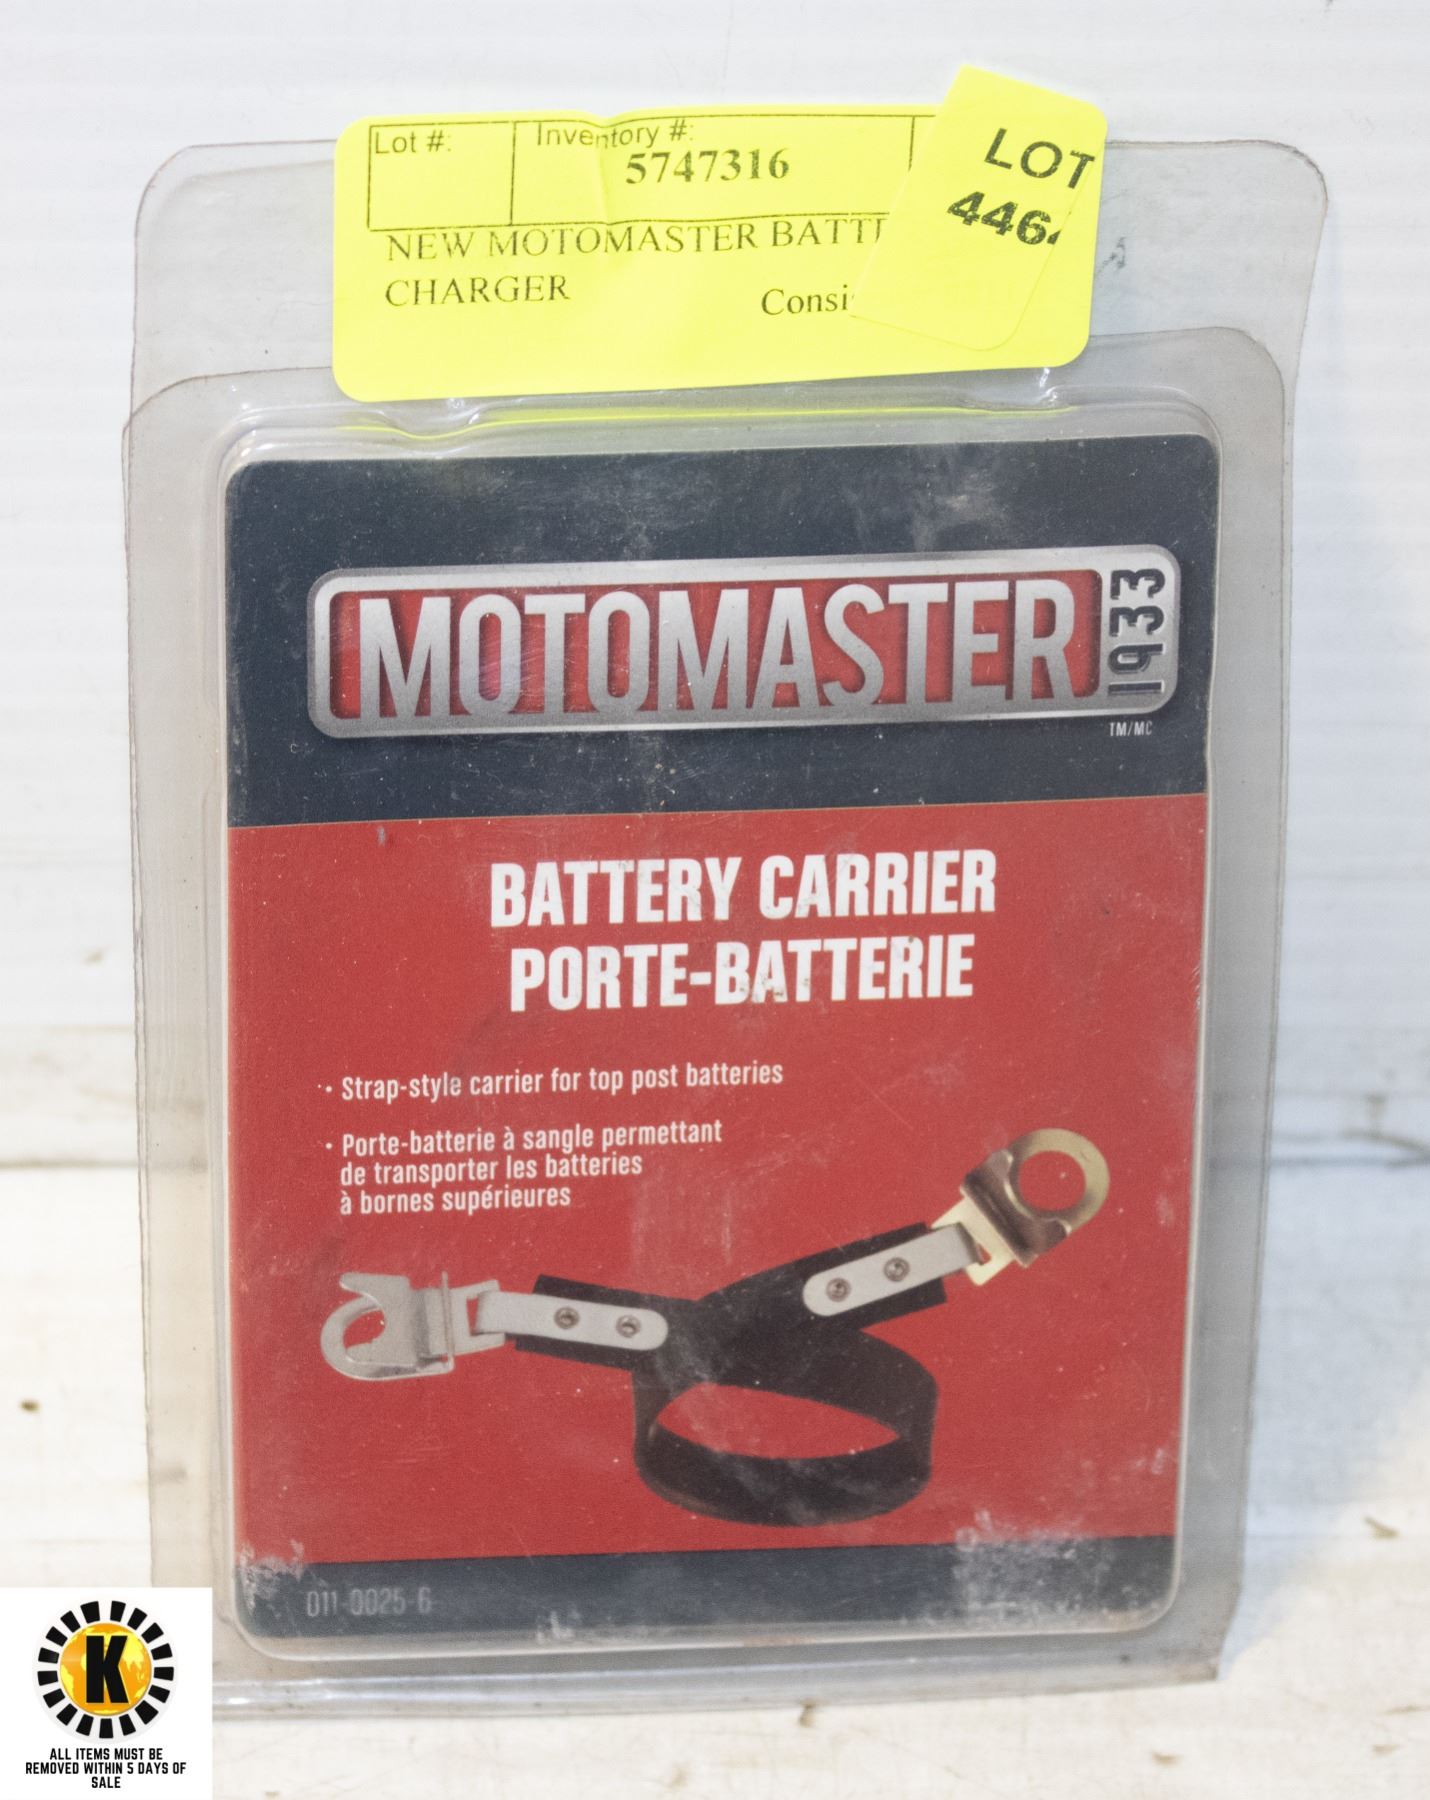 Lot #:
Inventory #:
5747316
LOT
446
NEW MOTOMASTER
CHARGER
MOTOMASTER
1933
TM/MC
BATTERY CARRIER
PORTE-BATTERIE
· Strap-style carrier for top post batteries
· Porte-batterie à sangle permettant
de transporter les batteries
à bornes supérieures
011-0025-6
K
ALL ITEMS MUST BE
REMOVED WITHIN 5 DAYS OF
SALE